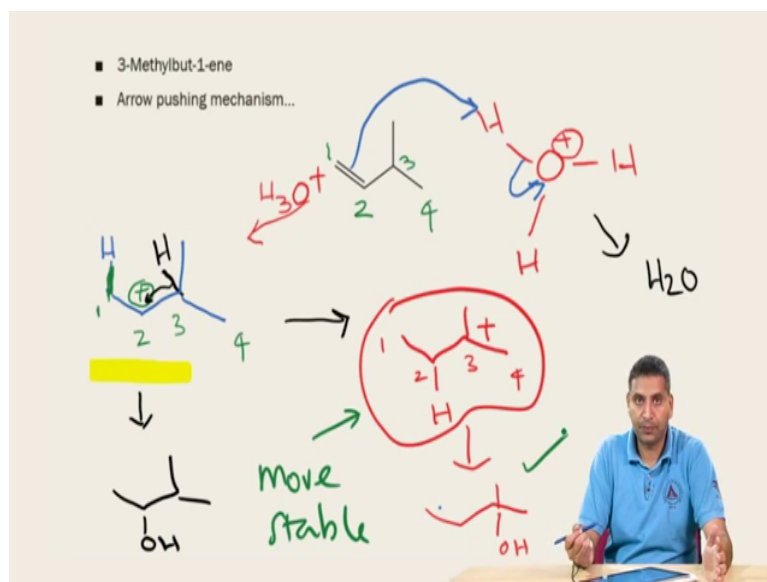 3-Methylbut-1-ene
Arrow pushing mechanism...
H
+
O
H
H
1
3
2
4
H3O+
H2O
H
H
+
1
2
3
4
1
2
3
4
+
H
OH
more
stable
OH